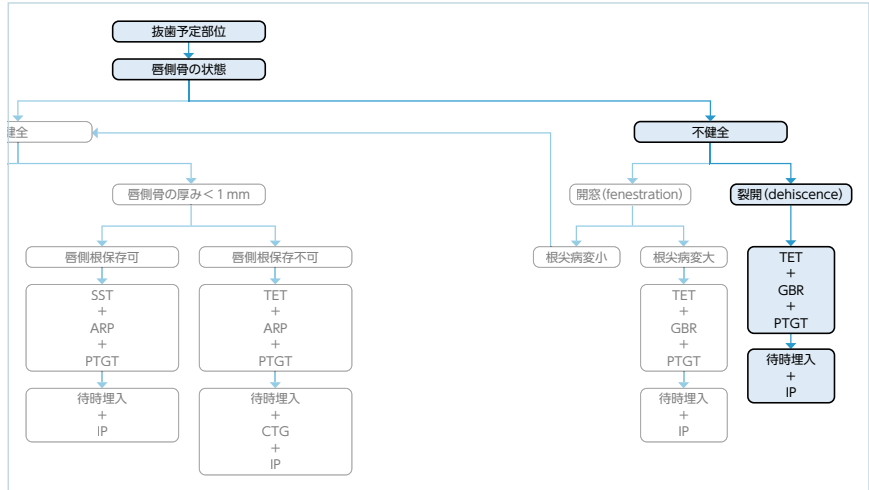 抜歯予定部位
唇側骨の状態
健全
不健全
唇側骨の厚み<1mm
開窓(fenestration)
裂開(dehiscence)
唇側根保存可
唇側根保存不可
根尖病変小
根尖病変大
SST
+
ARP
+
PTGT
TET
+
ARP
+
PTGT
TET
+
GBR
+
PTGT
TET
+
GBR
+
PTGT
待時埋入
+
IP
待時埋入
+
CTG
+
IP
待時埋入
+
IP
待時埋入
+
IP